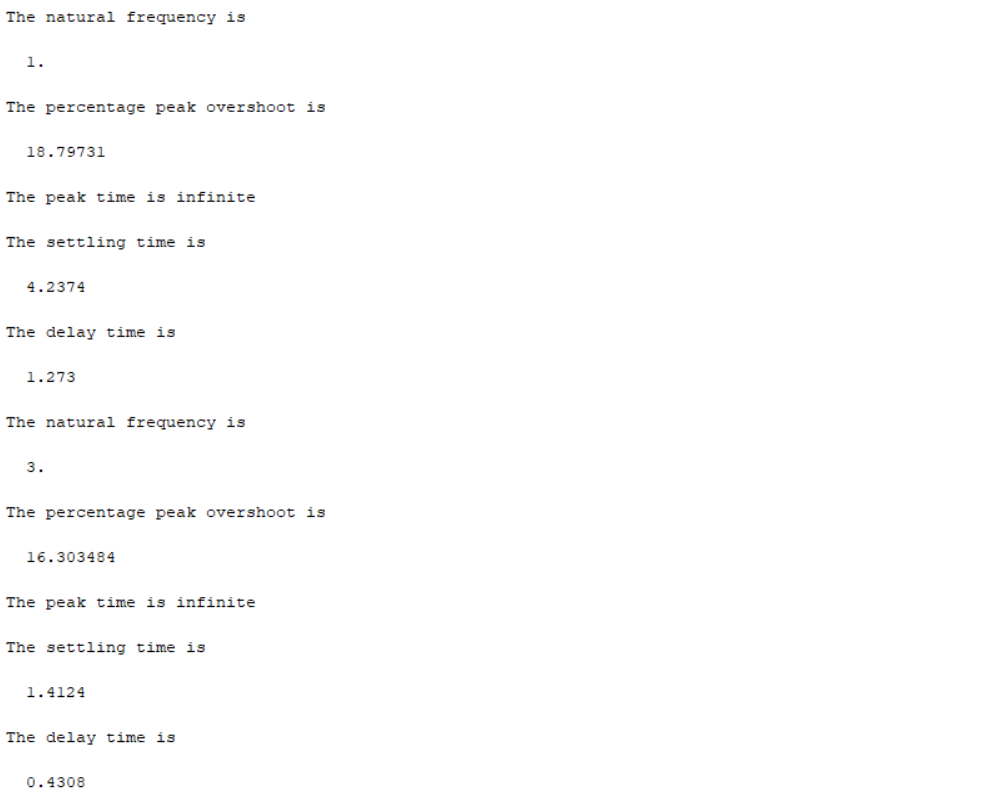 The natural frequency is
1.
The percentage peak overshoot is
18.79731
The peak time is infinite
The settling time is
4.2374
The delay time is
1.273
The natural frequency is
3.
The percentage peak overshoot is
16.303484
The peak time is infinite
The settling time is
1.4124
The delay time is
0.4308